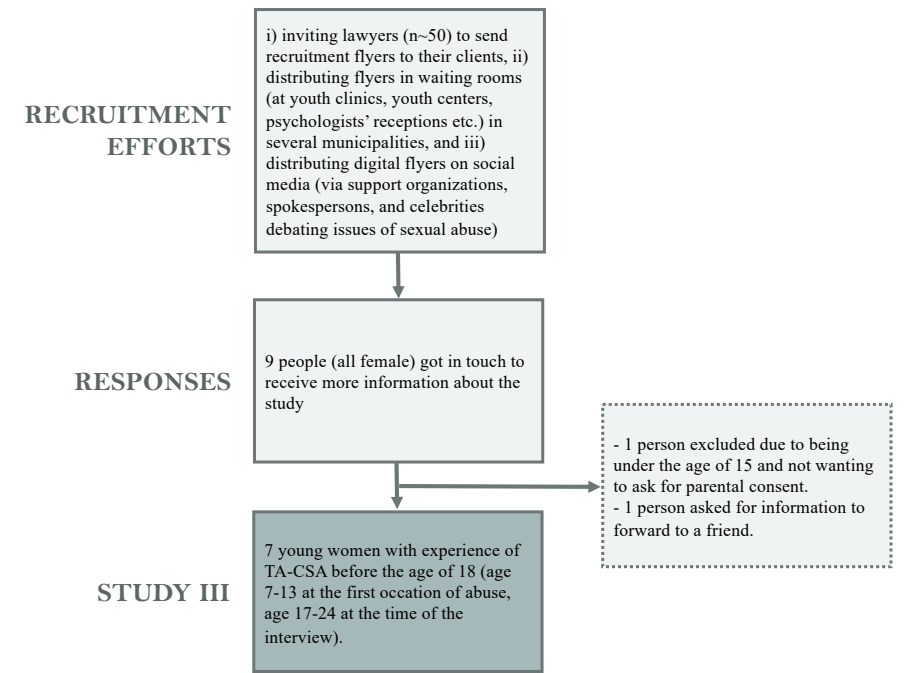 RECRUITMENT
EFFORTS
i) inviting lawyers (n~50) to send
recruitment flyers to their clients, ii)
distributing flyers in waiting rooms
(at youth clinics, youth centers,
psychologists’ receptions etc.) in
several municipalities, and iii)
distributing digital flyers on social
media (via support organizations,
spokespersons, and celebrities
debating issues of sexual abuse)
RESPONSES
9 people (all female) got in touch to
receive more information about the
study
- 1 person excluded due to being
under the age of 15 and not wanting
to ask for parental consent.
- 1 person asked for information to
forward to a friend.
STUDY III
7 young women with experience of
TA-CSA before the age of 18 (age
7-13 at the first occation of abuse,
age 17-24 at the time of the
interview).